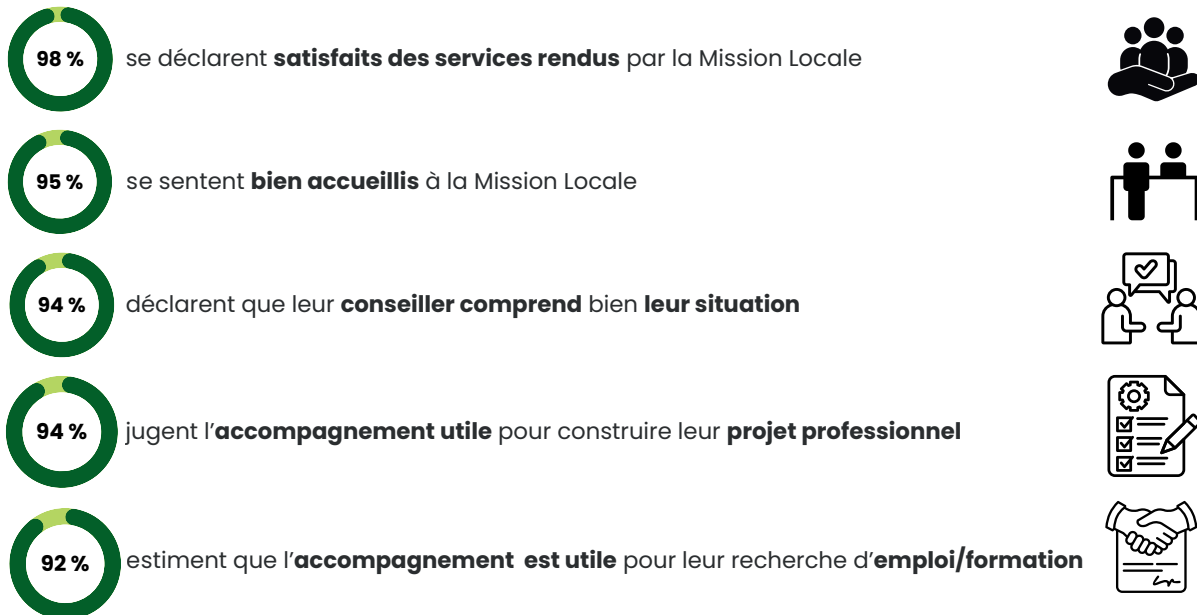 98 % se déclarent satisfaits des services rendus par la Mission Locale
95 % se sentent bien accueillis à la Mission Locale
94 % déclarent que leur conseiller comprend bien leur situation
94 % jugent l’accompagnement utile pour construire leur projet professionnel
92 % estiment que l’accompagnement est utile pour leur recherche d’emploi/formation